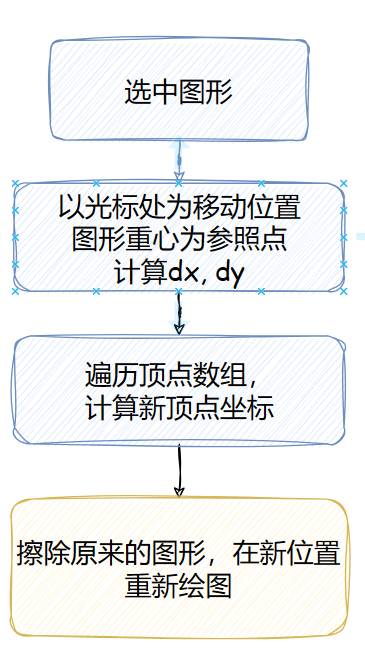 选中图形
以光标处为移动位置
图形重心为参照点
计算dx, dy
遍历顶点数组，
计算新顶点坐标
擦除原来的图形，在新位置
重新绘图